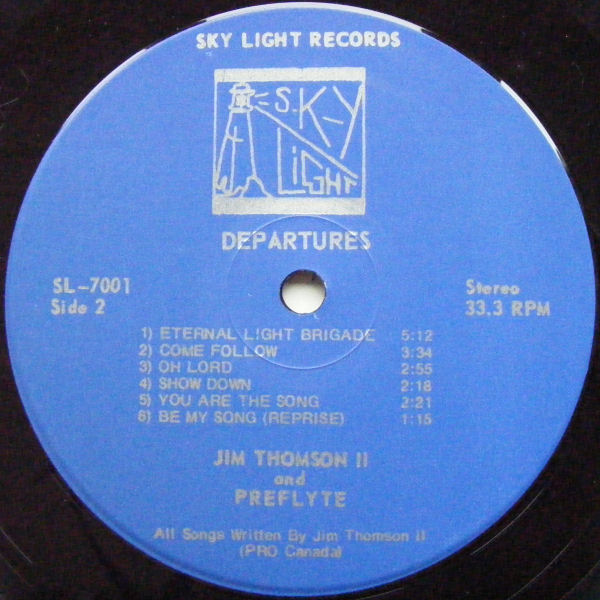 SKY LIGHT RECORDS
SKY
LIGHT
DEPARTURES
SL-7001
Side 2
Stereo
33.3 RPM
1) ETERNAL LIGHT BRIGADE 5:12
2) COME FOLLOW 3:34
3) OH LORD 2:55
4) SHOW DOWN 2:18
5) YOU ARE THE SONG 2:21
6) BE MY SONG (REPRISE) 1:15
JIM THOMSON II
and
PREFLYTE
All Songs Written By Jim Thomson II
(PRO Canada)